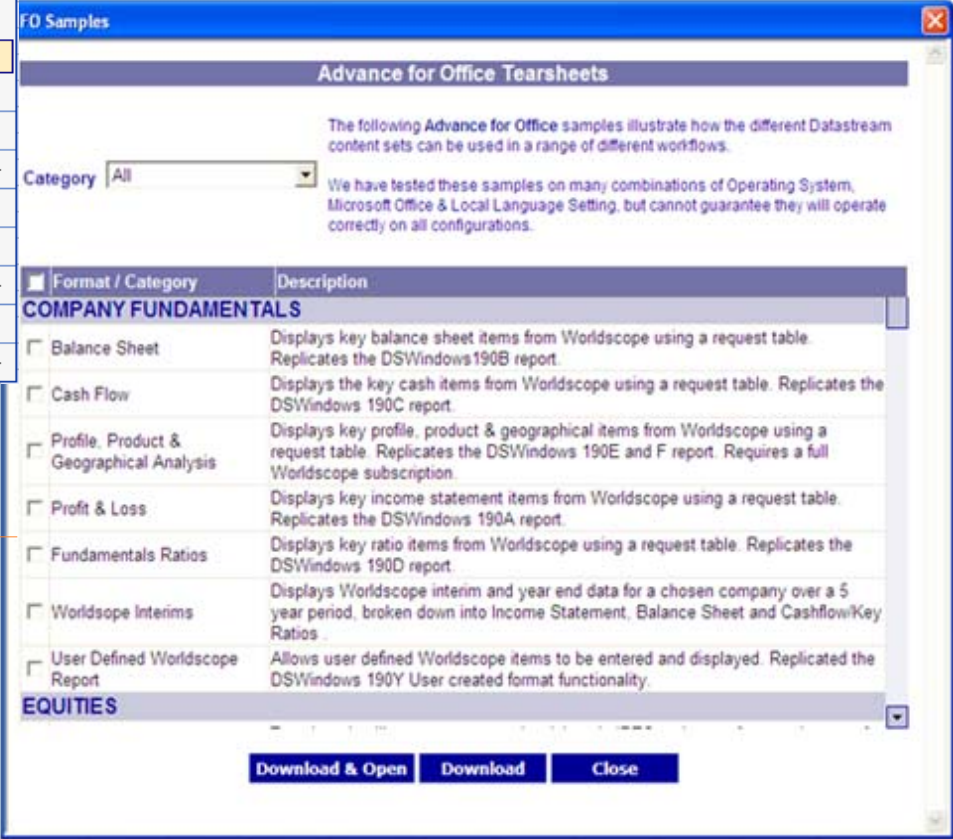 FO Samples
Advance for Office Tearsheets
The following Advance for Office samples illustrate how the different Datastream
content sets can be used in a range of different workflows.
Category All
We have tested these samples on many combinations of Operating System,
Microsoft Office & Local Language Setting, but cannot guarantee they will operate
correctly on all configurations.
Format / Category Description
COMPANY FUNDAMENTALS
Balance Sheet
Displays key balance sheet items from Worldscope using a request table.
Replicates the DSWindows190B report.
Cash Flow
Displays the key cash items from Worldscope using a request table. Replicates the
DSWindows 190C report.
Profile, Product &
Geographical Analysis
Displays key profile, product & geographical items from Worldscope using a
request table. Replicates the DSWindows 190E and F report. Requires a full
Worldscope subscription.
Profit & Loss
Displays key income statement items from Worldscope using a request table.
Replicates the DSWindows 190A report.
Fundamentals Ratios
Displays key ratio items from Worldscope using a request table. Replicates the
DSWindows 190D report.
Worldsope Interims
Displays Worldscope interim and year end data for a chosen company over a 5
year period, broken down into Income Statement, Balance Sheet and Cashflow/Key
Ratios .
User Defined Worldscope
Report
Allows user defined Worldscope items to be entered and displayed. Replicated the
DSWindows 190Y User created format functionality.
EQUITIES
Download & Open Download Close